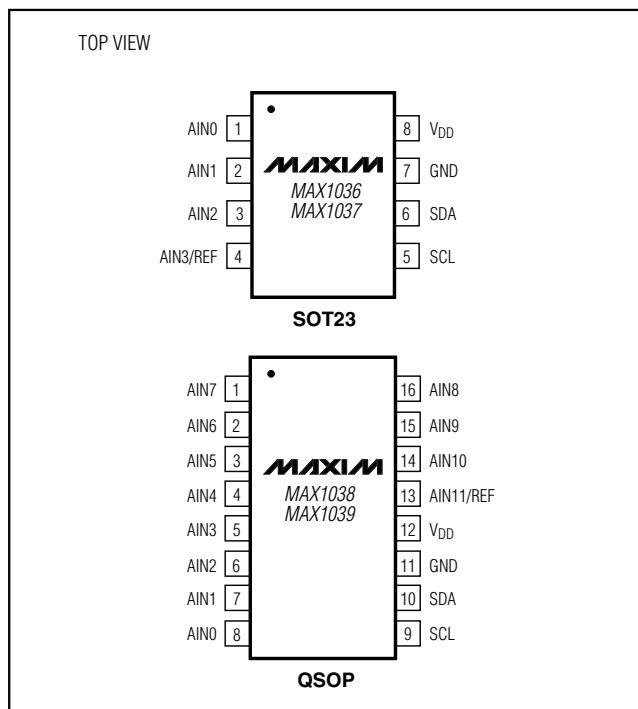 TOP VIEW
AIN0 1 8 VDD
AIN1 2 MAXIM 7 GND
MAX1036
AIN2 3 MAX1037 6 SDA
AIN3/REF 4 5 SCL
SOT23
AIN7 1 16 AIN8
AIN6 2 15 AIN9
AIN5 3 MAXIM 14 AIN10
AIN4 4 MAX1038 13 AIN11/REF
MAX1039
AIN3 5 12 VDD
AIN2 6 11 GND
AIN1 7 10 SDA
AIN0 8 9 SCL
QSOP